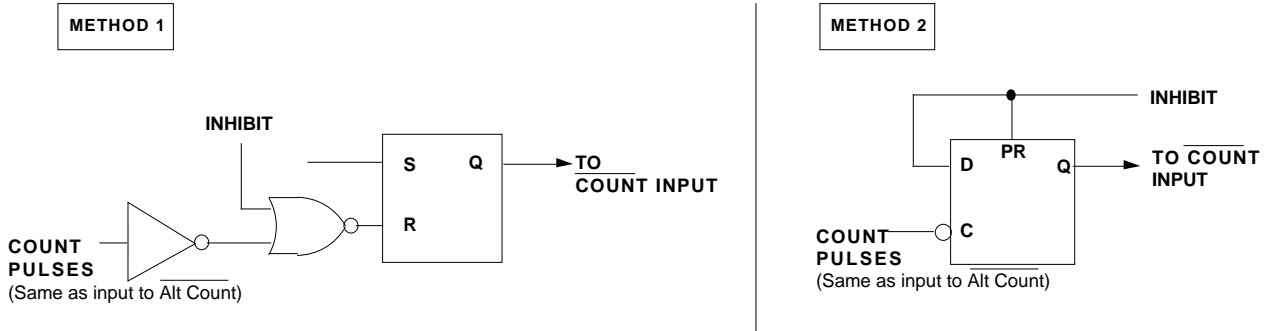 METHOD 1
INHIBIT
S
Q
R
TO
COUNT INPUT
COUNT
PULSES
(Same as input to Alt Count)
METHOD 2
INHIBIT
PR
D
Q
C
TO COUNT
INPUT
COUNT
PULSES
(Same as input to Alt Count)